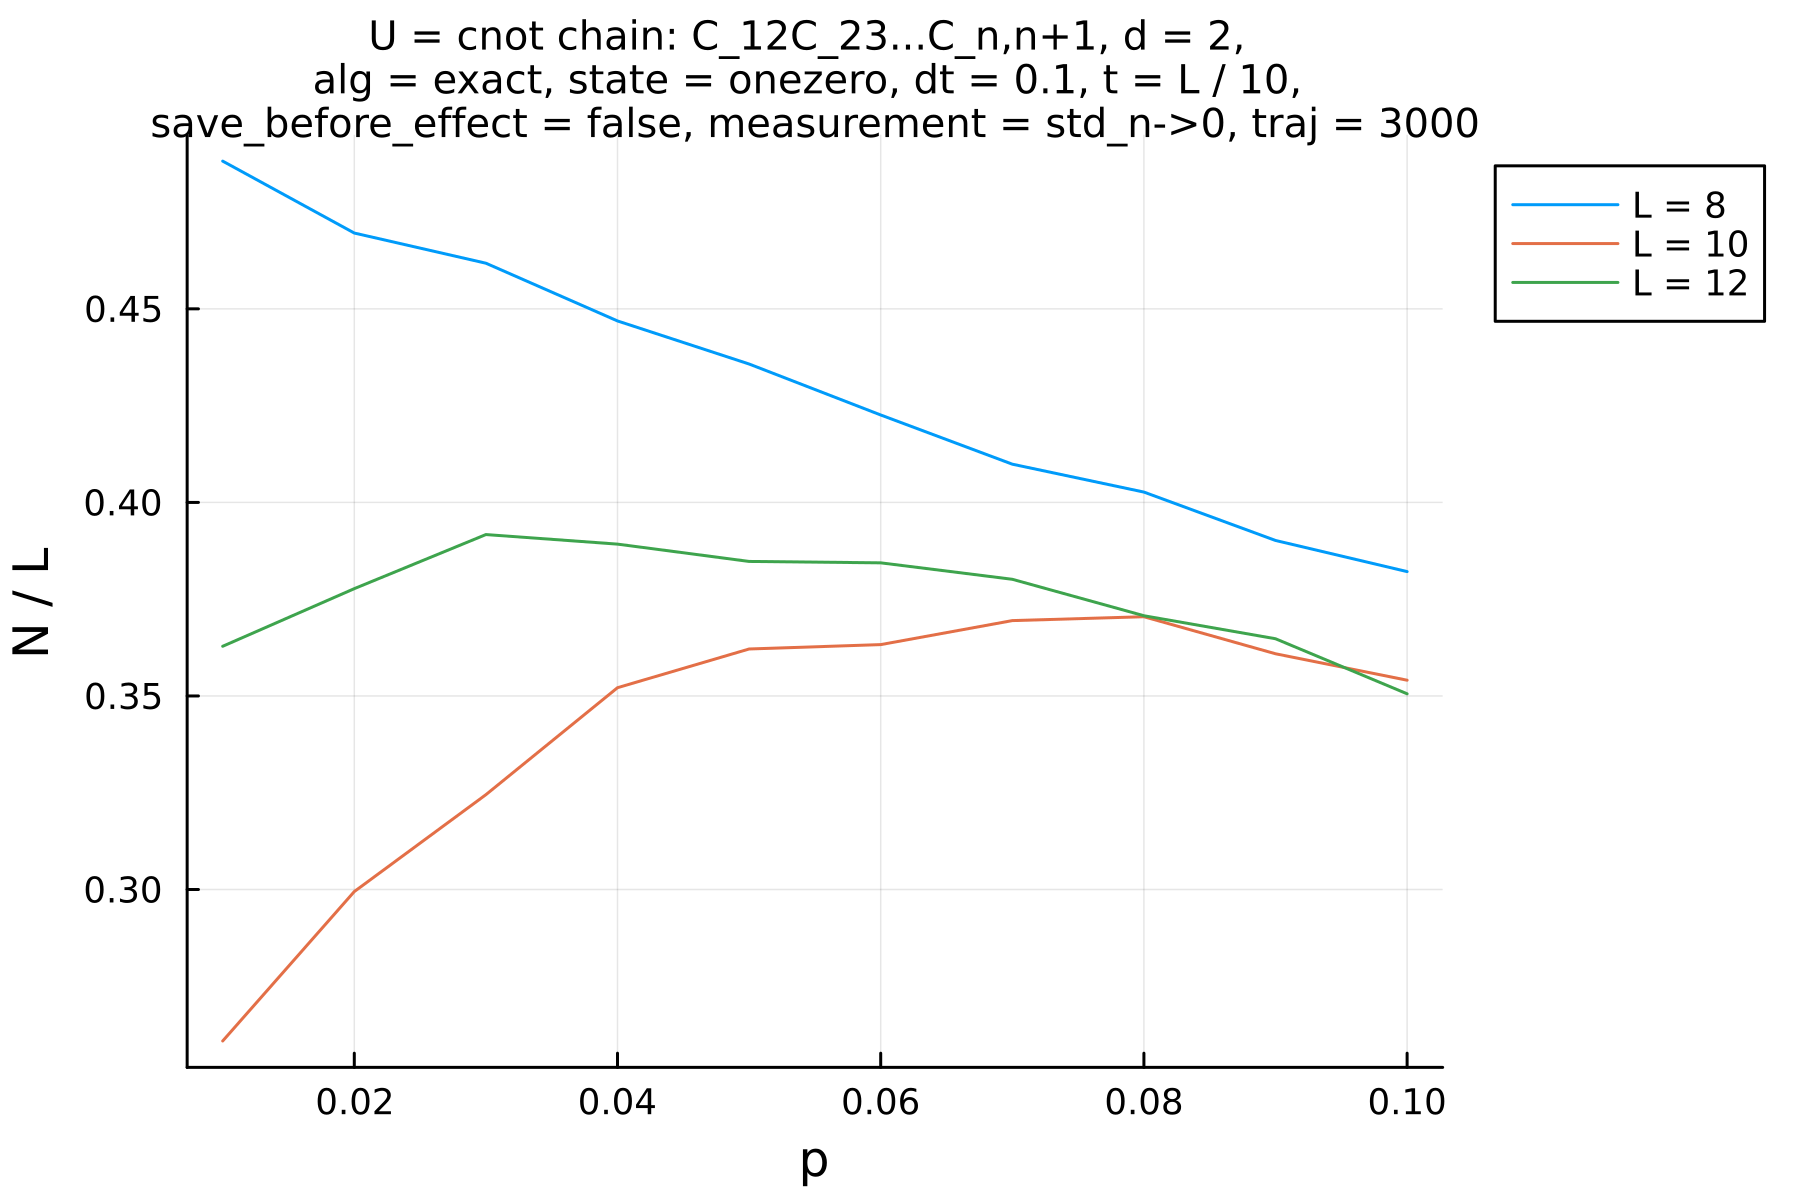 U = cnot chain: C_12C_23...C_n,n+1, d = 2,
alg = exact, state = onezero, dt = 0.1, t = L / 10,
save_before_effect = false, measurement = std_n->0, traj = 3000
L = 8
L = 10
L = 12
0.45
0.40
0.35
0.30
N / L
0.02 0.04 0.06 0.08 0.10
p